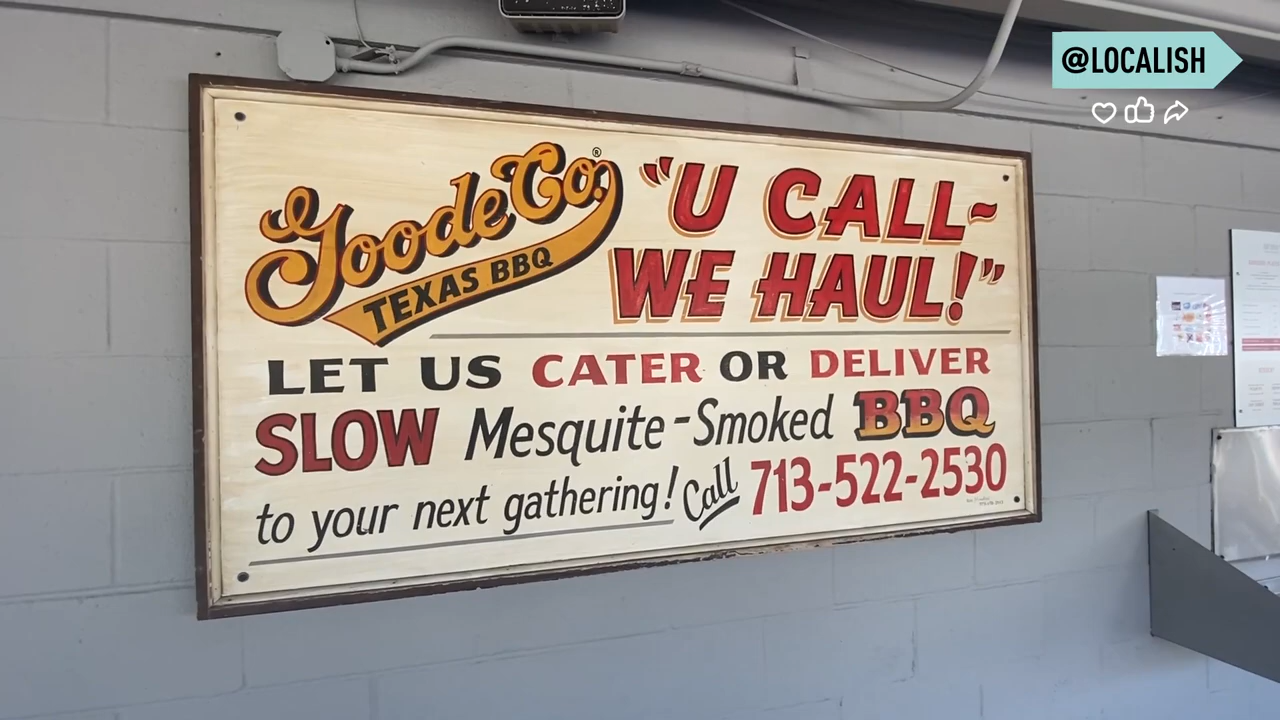 @LOCALISH
Goode Co.®
TEXAS BBQ
"U CALL~
WE HAUL!"
LET US CATER OR DELIVER
SLOW Mesquite-Smoked BBQ
to your next gathering! Call 713-522-2530